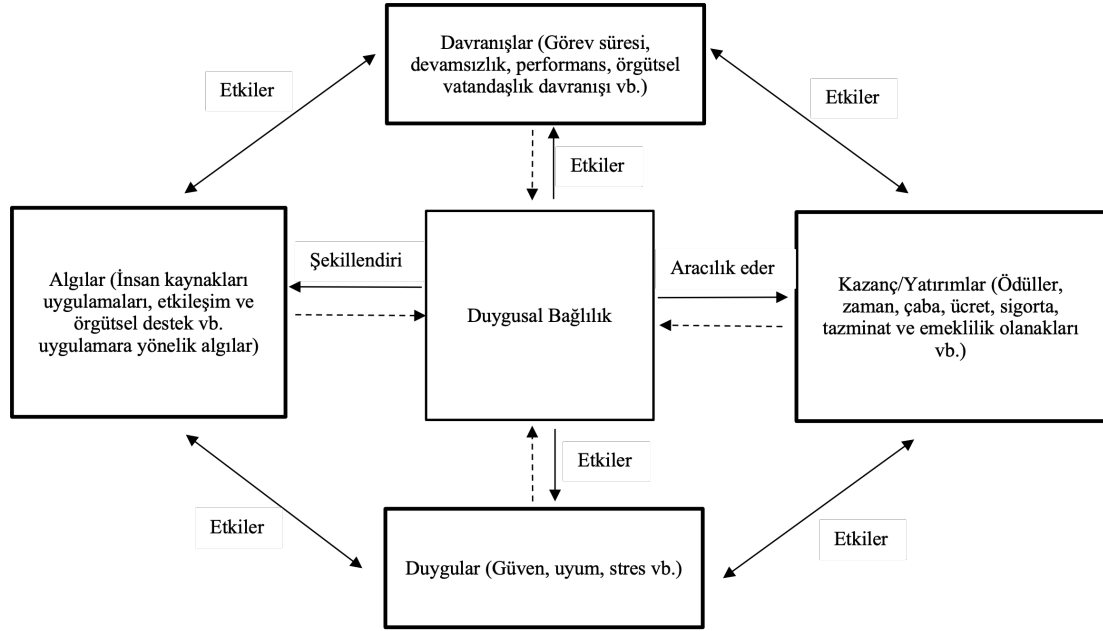 Davranışlar (Görev süresi,
devamsızlık, performans, örgütsel
vatandaşlık davranışı vb.)
Etkiler
Etkiler
Etkiler
Algılar (İnsan kaynakları
uygulamaları, etkileşim ve
örgütsel destek vb.
uygulamara yönelik algılar)
Şekillendiri
Duygusal Bağlılık
Aracılık eder
Kazanç/Yatırımlar (Ödüller,
zaman, çaba, ücret, sigorta,
tazminat ve emeklilik olanakları
vb.)
Etkiler
Etkiler
Etkiler
Duygular (Güven, uyum, stres vb.)